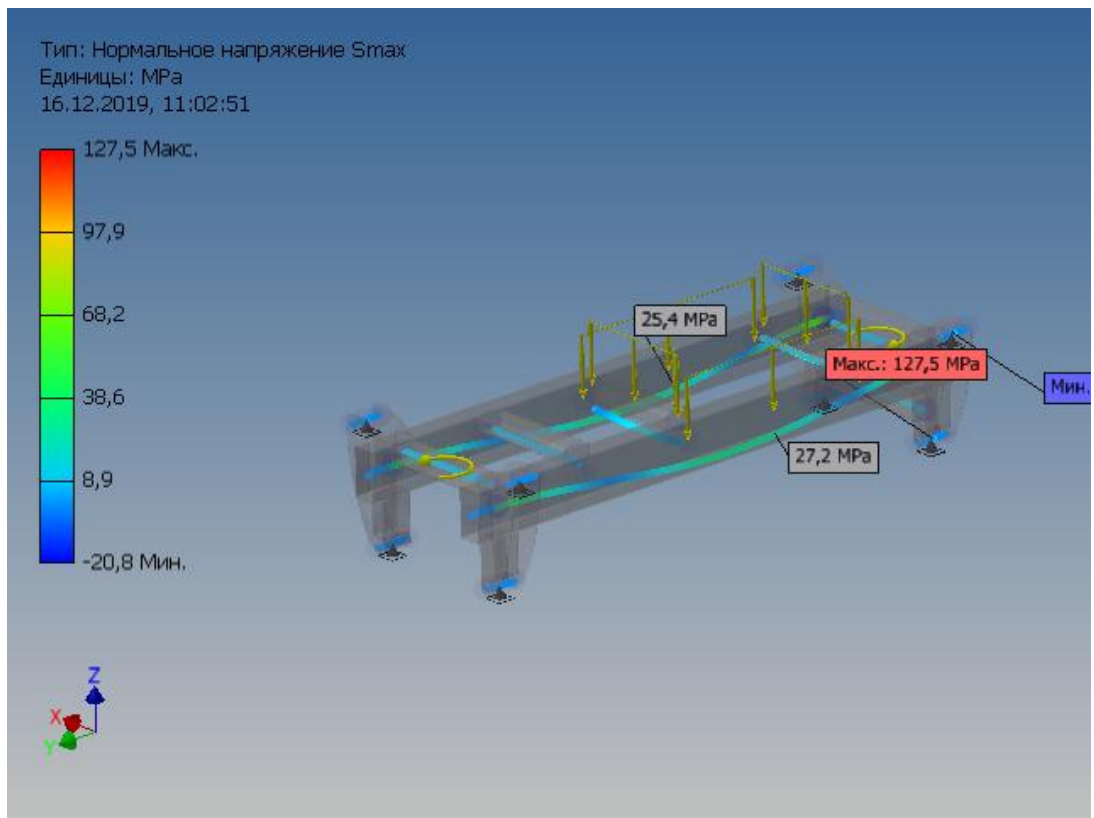 Тип: Нормальное напряжение Smax
Единицы: MPa
16.12.2019, 11:02:51
127,5 Макс.
97,9
68,2
38,6
8,9
-20,8 Мин.
25,4 MPa
Макс.: 127,5 MPa
Мин.
27,2 MPa
Z
X
Y